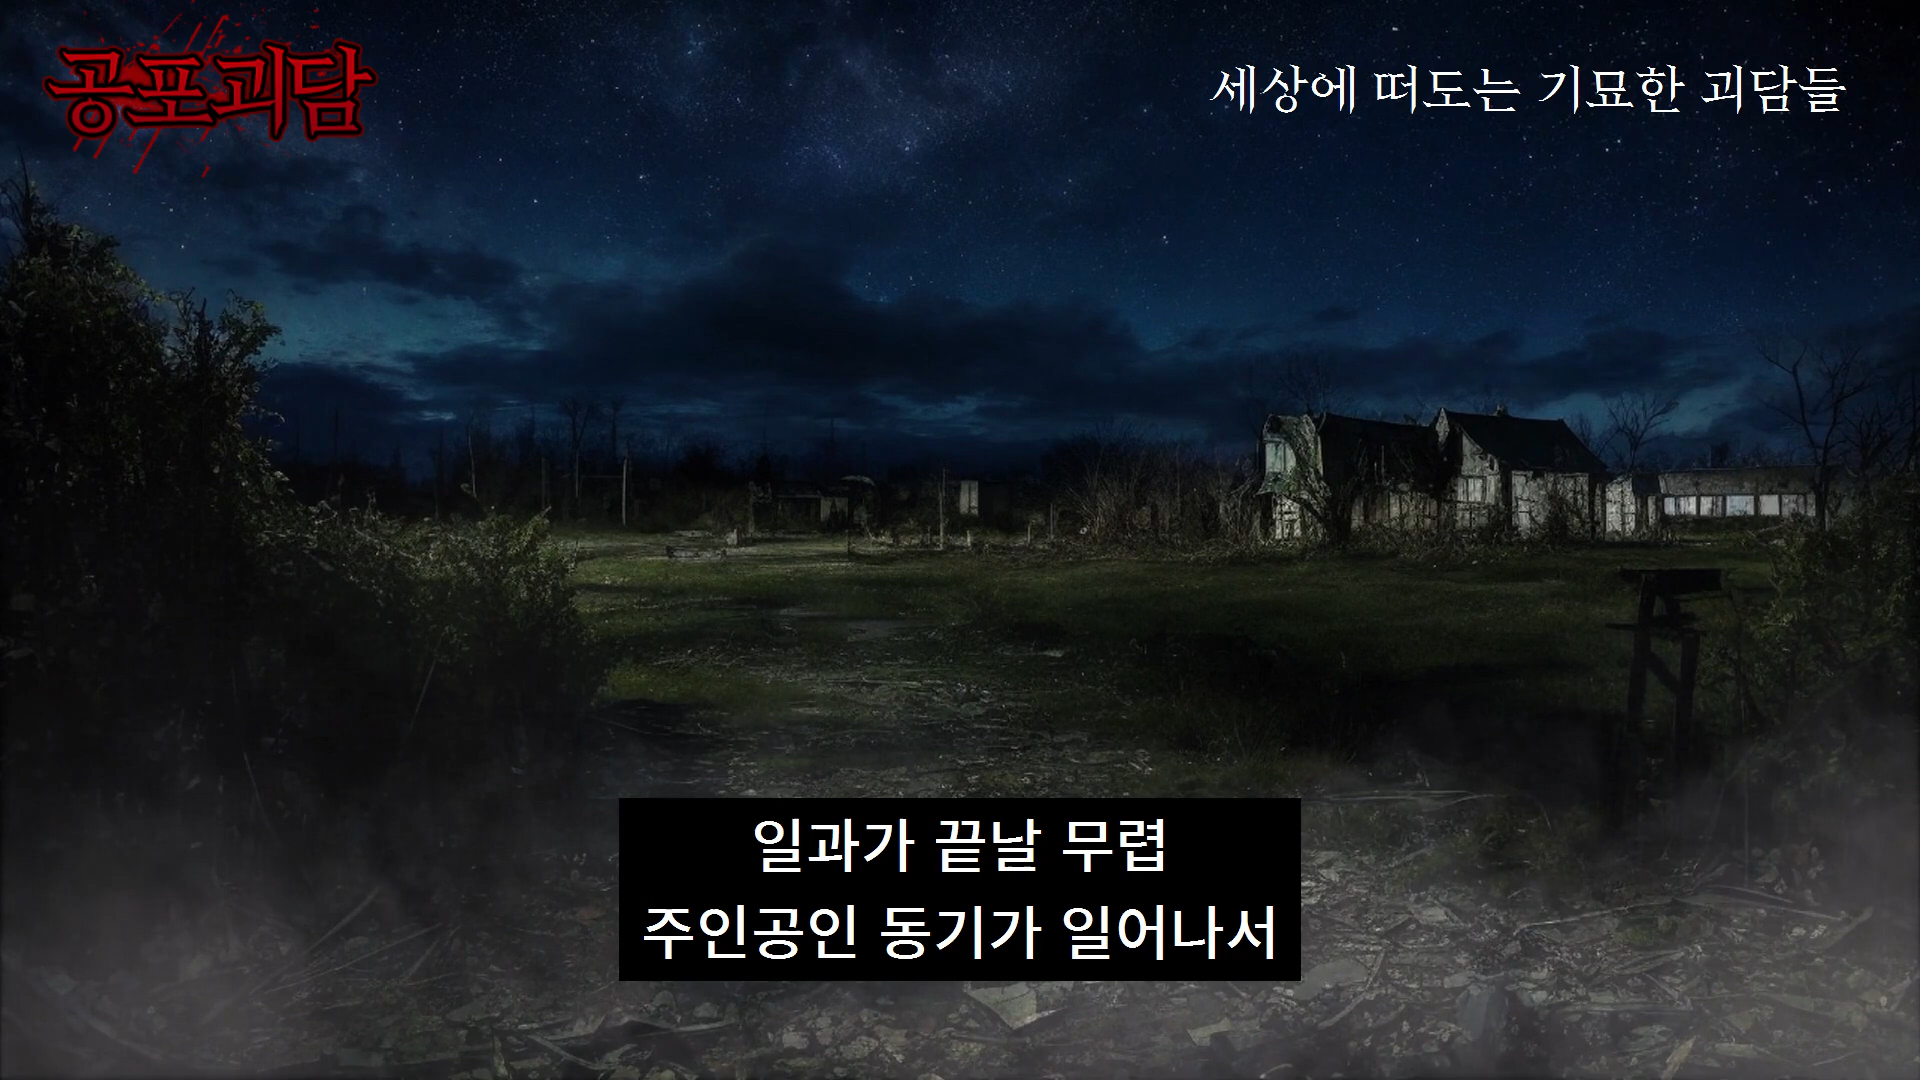 공포괴담
세상에 떠도는 기묘한 괴담들
일과가 끝날 무렵
주인공인 동기가 일어나서